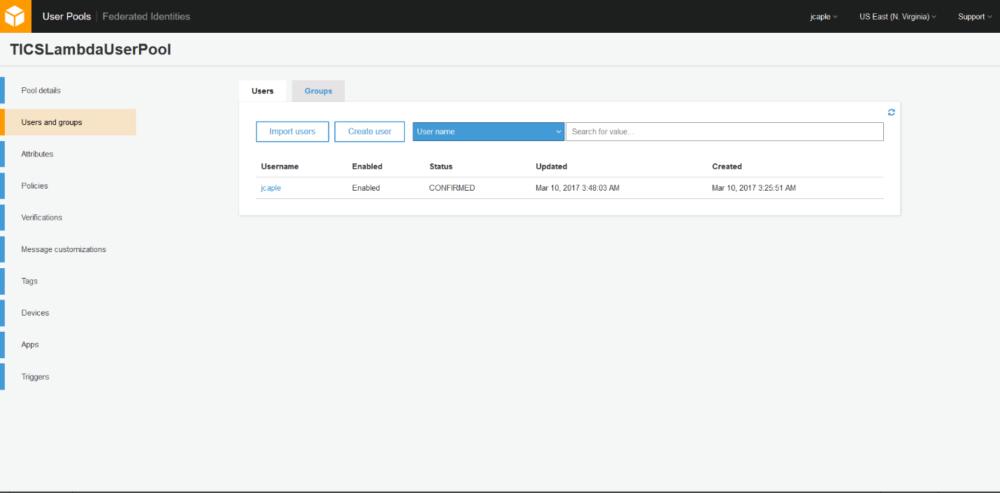 User Pools Federated Identities jcaple US East (N. Virginia) Support
TICSLambdaUserPool
Pool details
Users and groups
Attributes
Policies
Verifications
Message customizations
Tags
Devices
Apps
Triggers
Users Groups
Import users Create user User name Search for value...
Username Enabled Status Updated Created
jcaple Enabled CONFIRMED Mar 10, 2017 3:48:03 AM Mar 10, 2017 3:25:51 AM